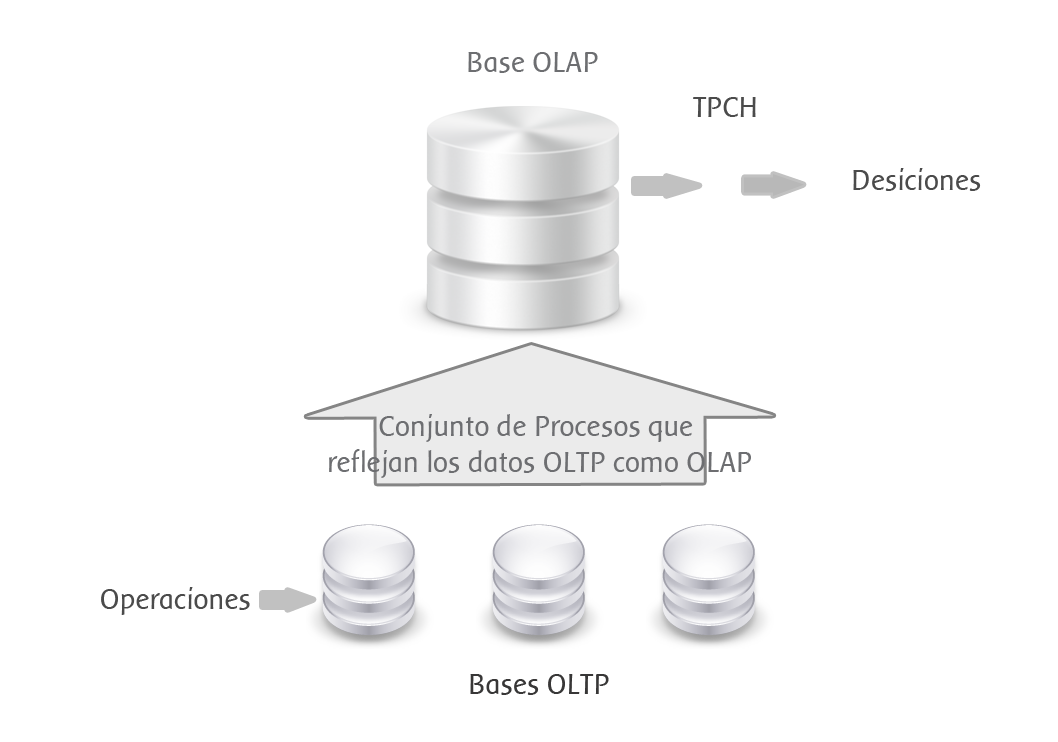 Base OLAP
TPCH
Desiciones
Conjunto de Procesos que
reflejan los datos OLTP como OLAP
Operaciones
Bases OLTP